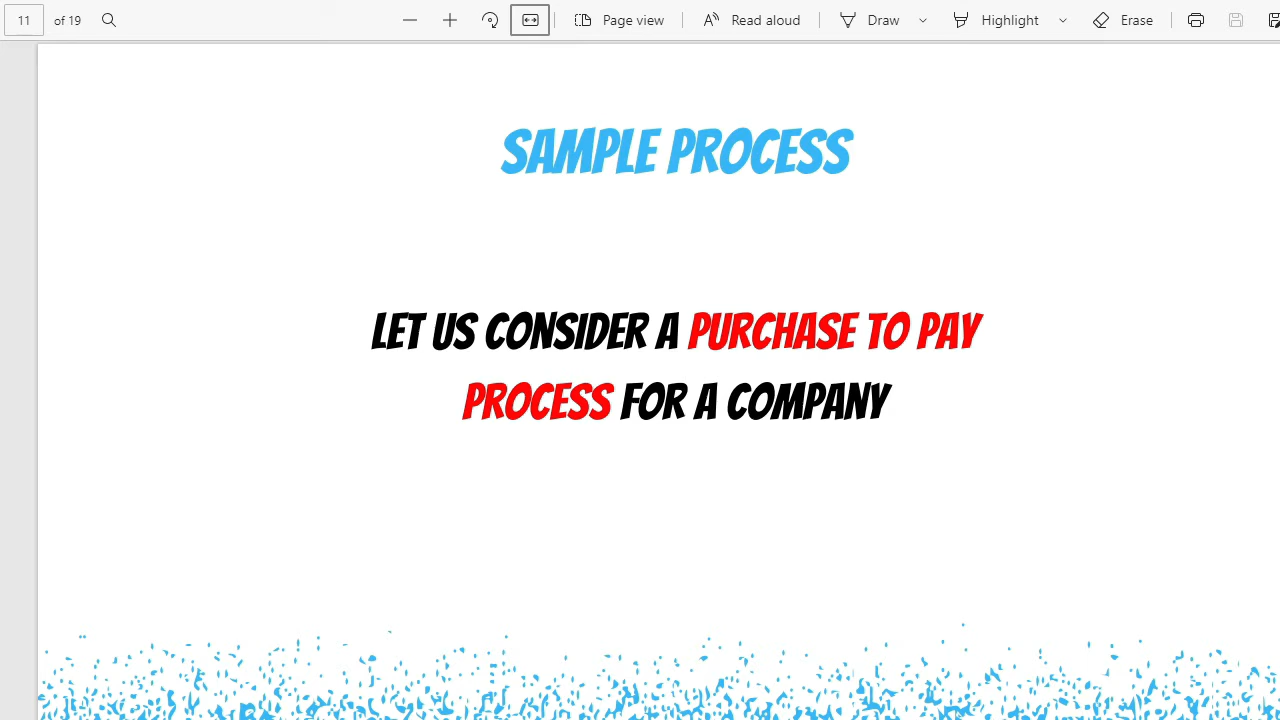 11 of 19 Page view Read aloud Draw Highlight Erase
SAMPLE PROCESS
LET US CONSIDER A PURCHASE TO PAY
PROCESS FOR A COMPANY